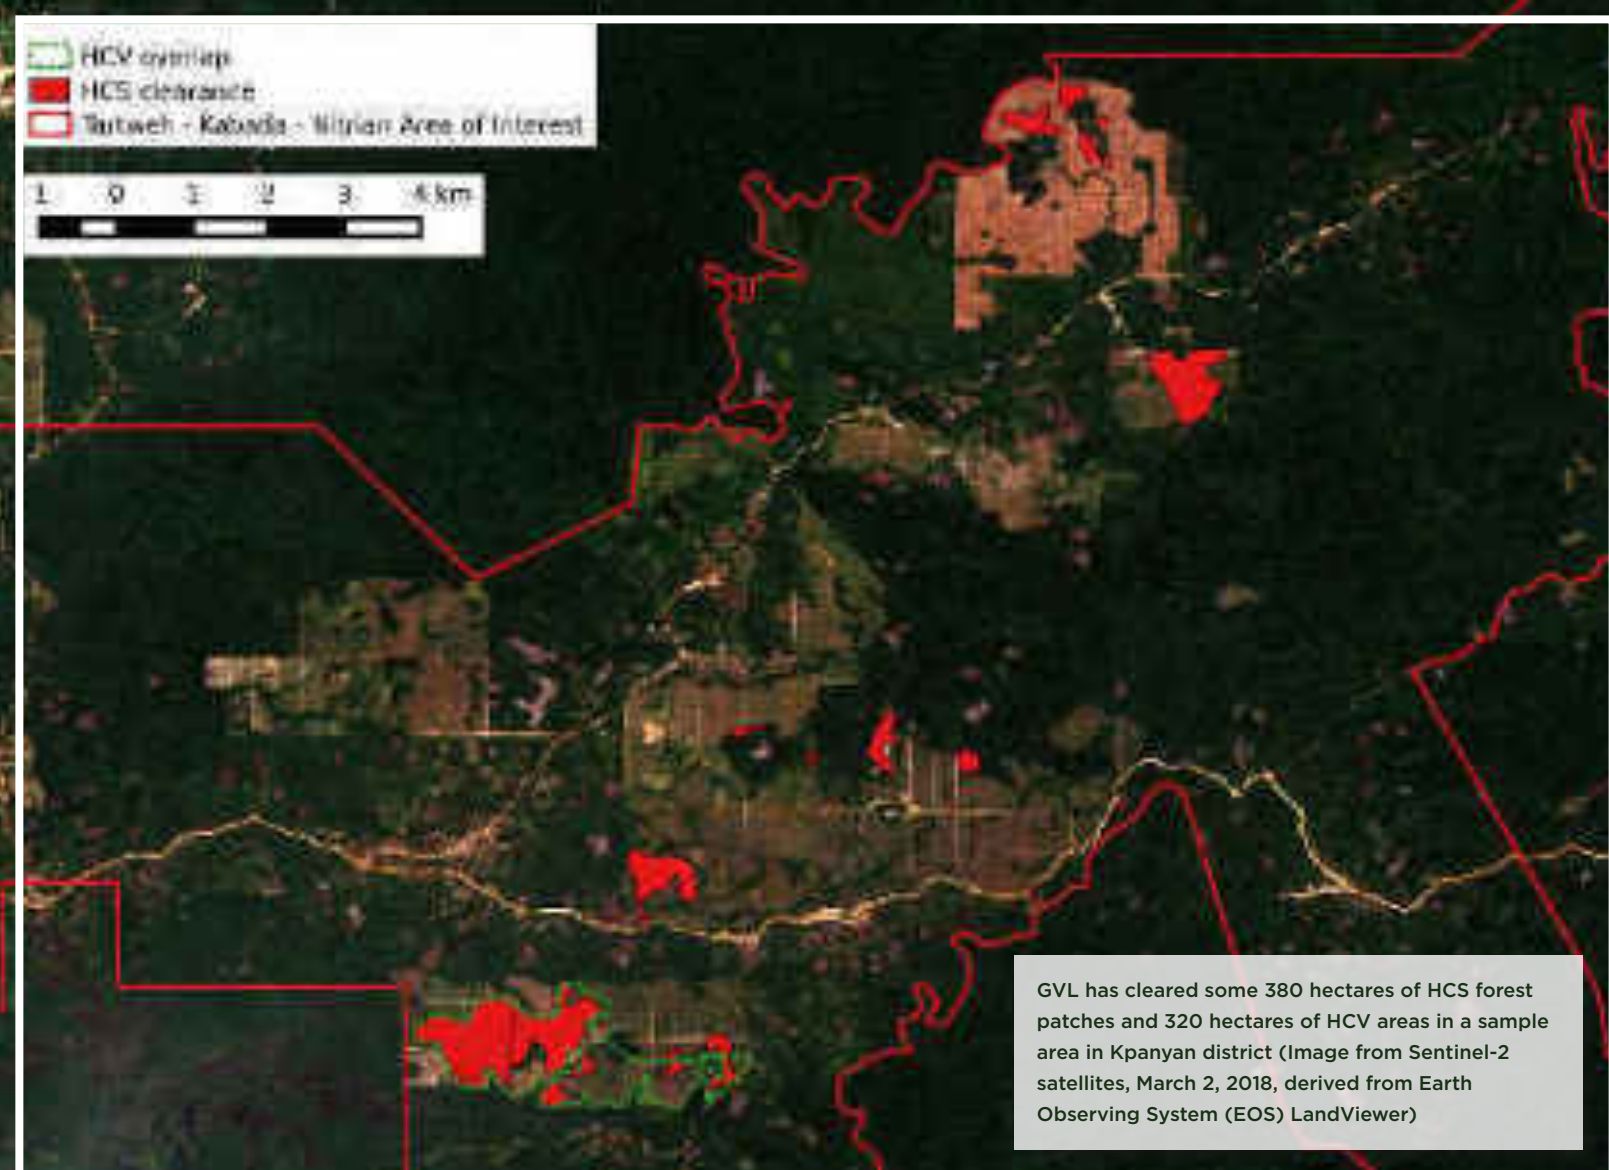 HCV overlap
HCS clearance
Tartweh - Kabada - Nitrian Area of Interest
1 0 1 2 3 4 km
GVL has cleared some 380 hectares of HCS forest
patches and 320 hectares of HCV areas in a sample
area in Kpanyan district (Image from Sentinel-2
satellites, March 2, 2018, derived from Earth
Observing System (EOS) LandViewer)